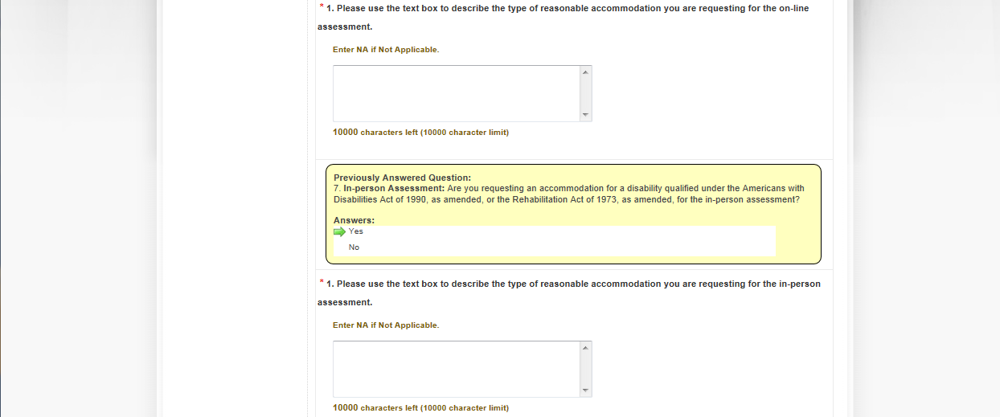 * 1. Please use the text box to describe the type of reasonable accommodation you are requesting for the on-line
assessment.
Enter NA if Not Applicable.
10000 characters left (10000 character limit)
Previously Answered Question:
7. In-person Assessment: Are you requesting an accommodation for a disability qualified under the Americans with
Disabilities Act of 1990, as amended, or the Rehabilitation Act of 1973, as amended, for the in-person assessment?
Answers:
Yes
No
* 1. Please use the text box to describe the type of reasonable accommodation you are requesting for the in-person
assessment.
Enter NA if Not Applicable.
10000 characters left (10000 character limit)